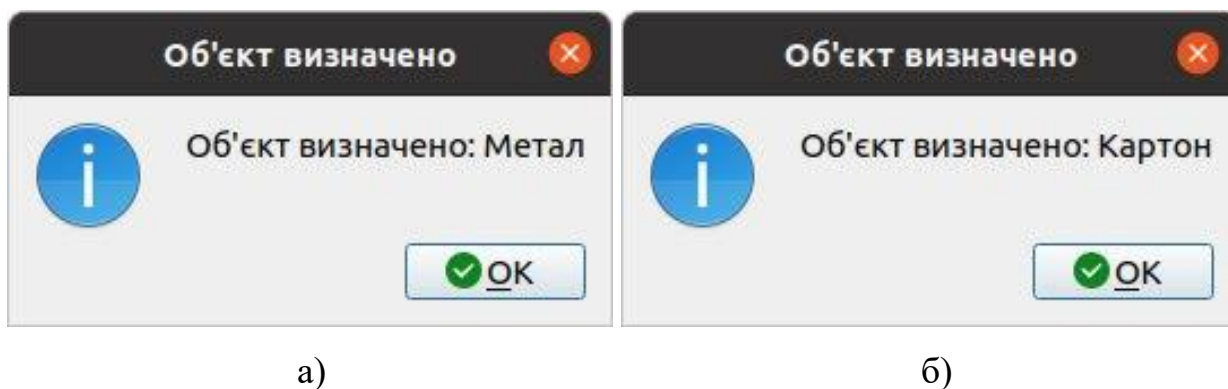 Об'єкт визначено
Об'єкт визначено: Метал
OK
а)
Об'єкт визначено
Об'єкт визначено: Картон
OK
б)